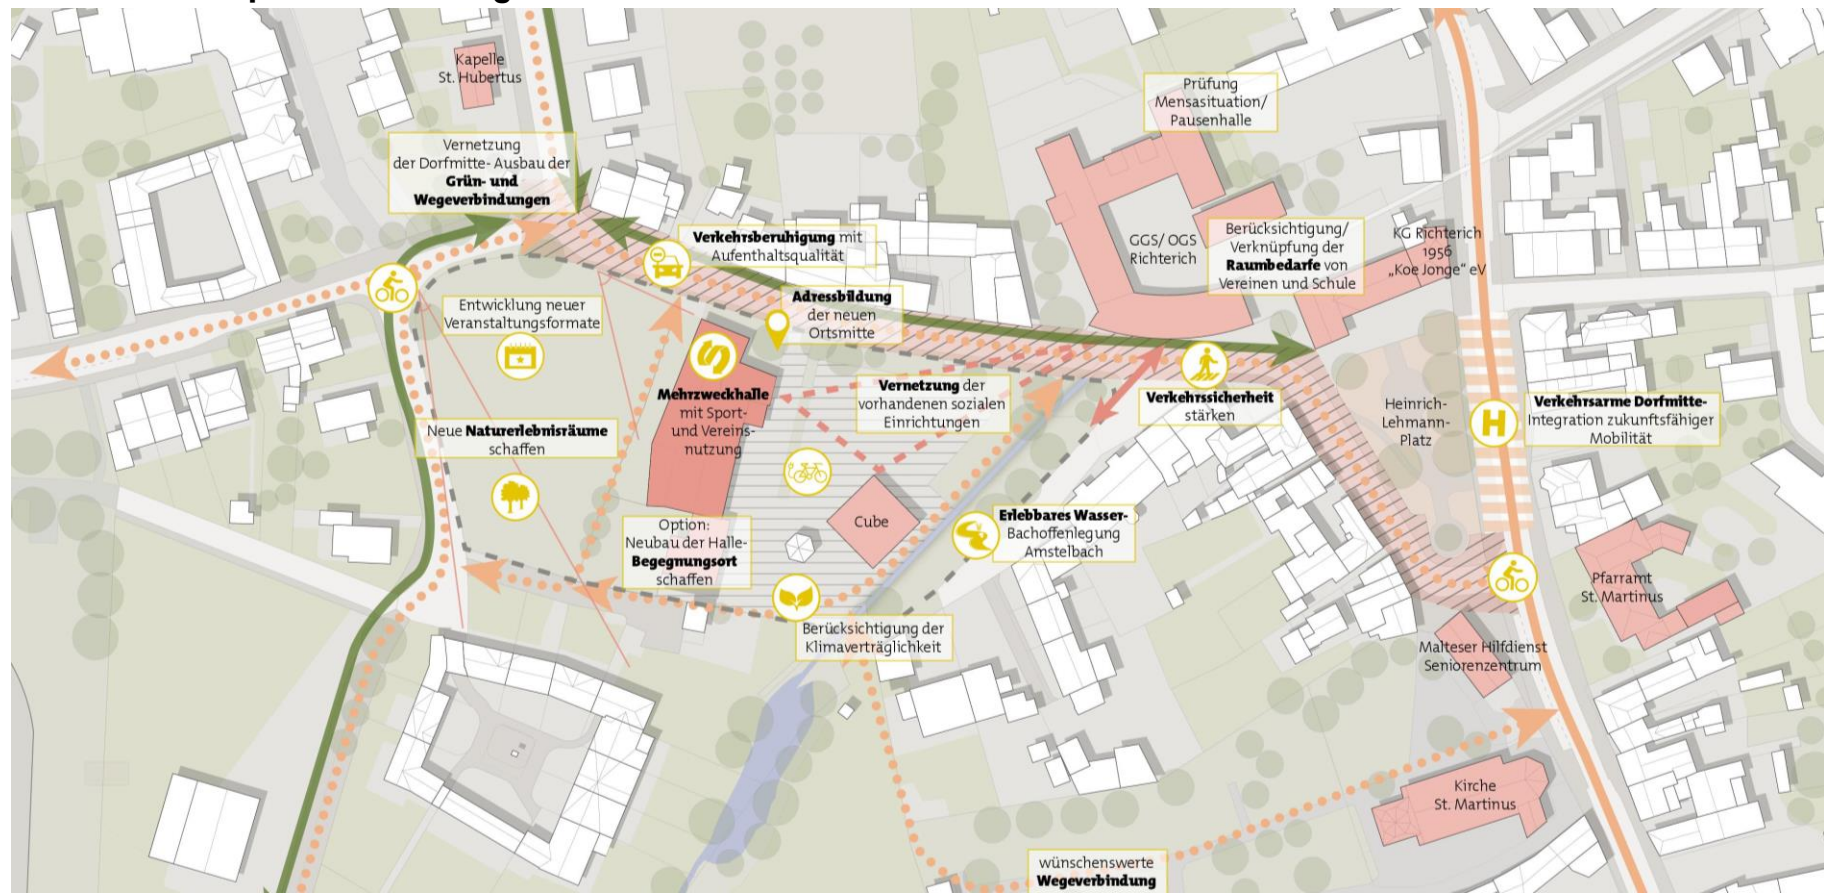 Kapelle
St. Hubertus
Prüfung
Mensasituation/
Pausenhalle
Vernetzung
der Dorfmitte- Ausbau der
Grün- und
Wegeverbindungen
Verkehrsberuhigung mit
Aufenthaltsqualität
GGS/ OGS
Richterich
Berücksichtigung/
Verknüpfung der
Raumbedarfe von
Vereinen und Schule
KG Richterich
1956
„Koe Jonge“ eV
Entwicklung neuer
Veranstaltungsformate
Adressbildung
der neuen
Ortsmitte
Mehrzweckhalle
mit Sport-
und Vereins-
nutzung
Vernetzung der
vorhandenen sozialen
Einrichtungen
Verkehrssicherheit
stärken
Heinrich-
Lehmann-
Platz
H
Verkehrsarme Dorfmitte-
Integration zukunftsfähiger
Mobilität
Neue Naturerlebnisräume
schaffen
Option:
Neubau der Halle-
Begegnungsort
schaffen
Cube
Erlebbares Wasser-
Bachoffenlegung
Amstelbach
Berücksichtigung der
Klimaverträglichkeit
Pfarramt
St. Martinus
Malteser Hilfdienst
Seniorenzentrum
Kirche
St. Martinus
wünschenswerte
Wegeverbindung